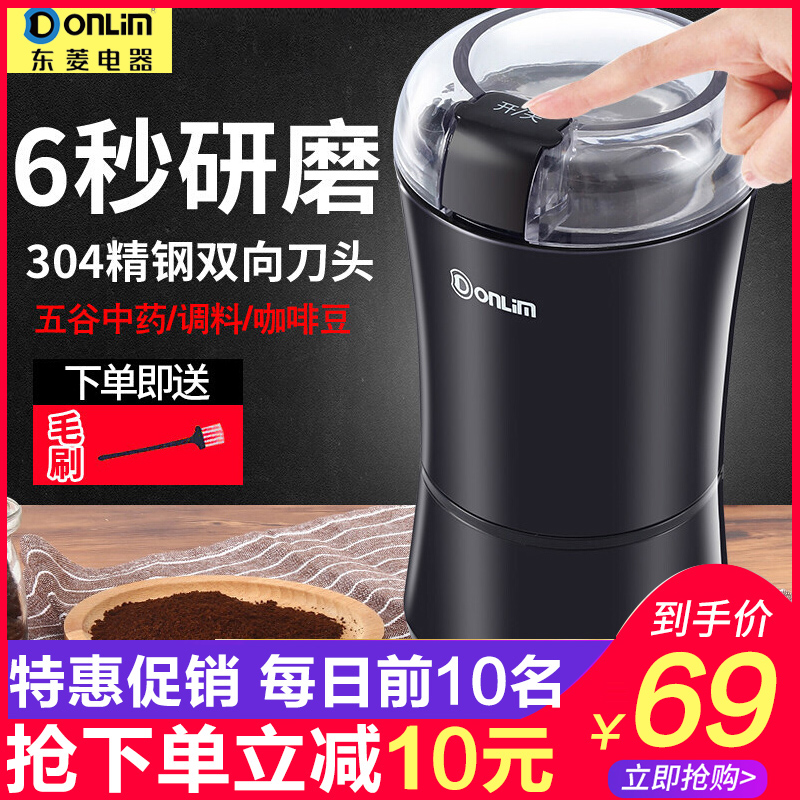 DONLIM
东菱电器
开/关
6秒研磨
304精钢双向刀头
DONLIM
五谷中药/调料/咖啡豆
下单即送
毛刷
到手价
¥69
特惠促销 每日前10名
抢下单立减10元
立即抢购>